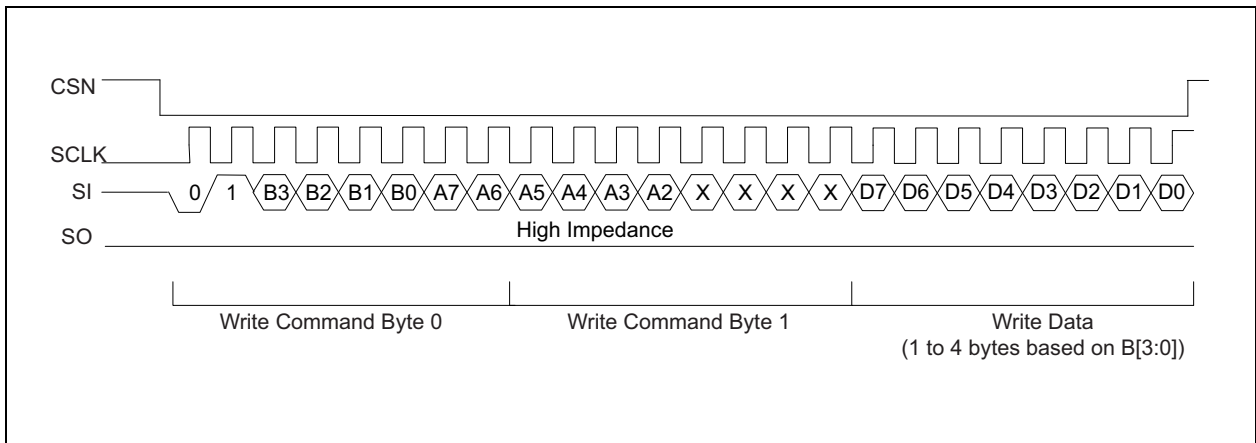 CSN
SCLK
SI 0 1 B3 B2 B1 B0 A7 A6 A5 A4 A3 A2 X X X X D7 D6 D5 D4 D3 D2 D1 D0
High Impedance
SO
Write Command Byte 0 Write Command Byte 1 Write Data
(1 to 4 bytes based on B[3:0])